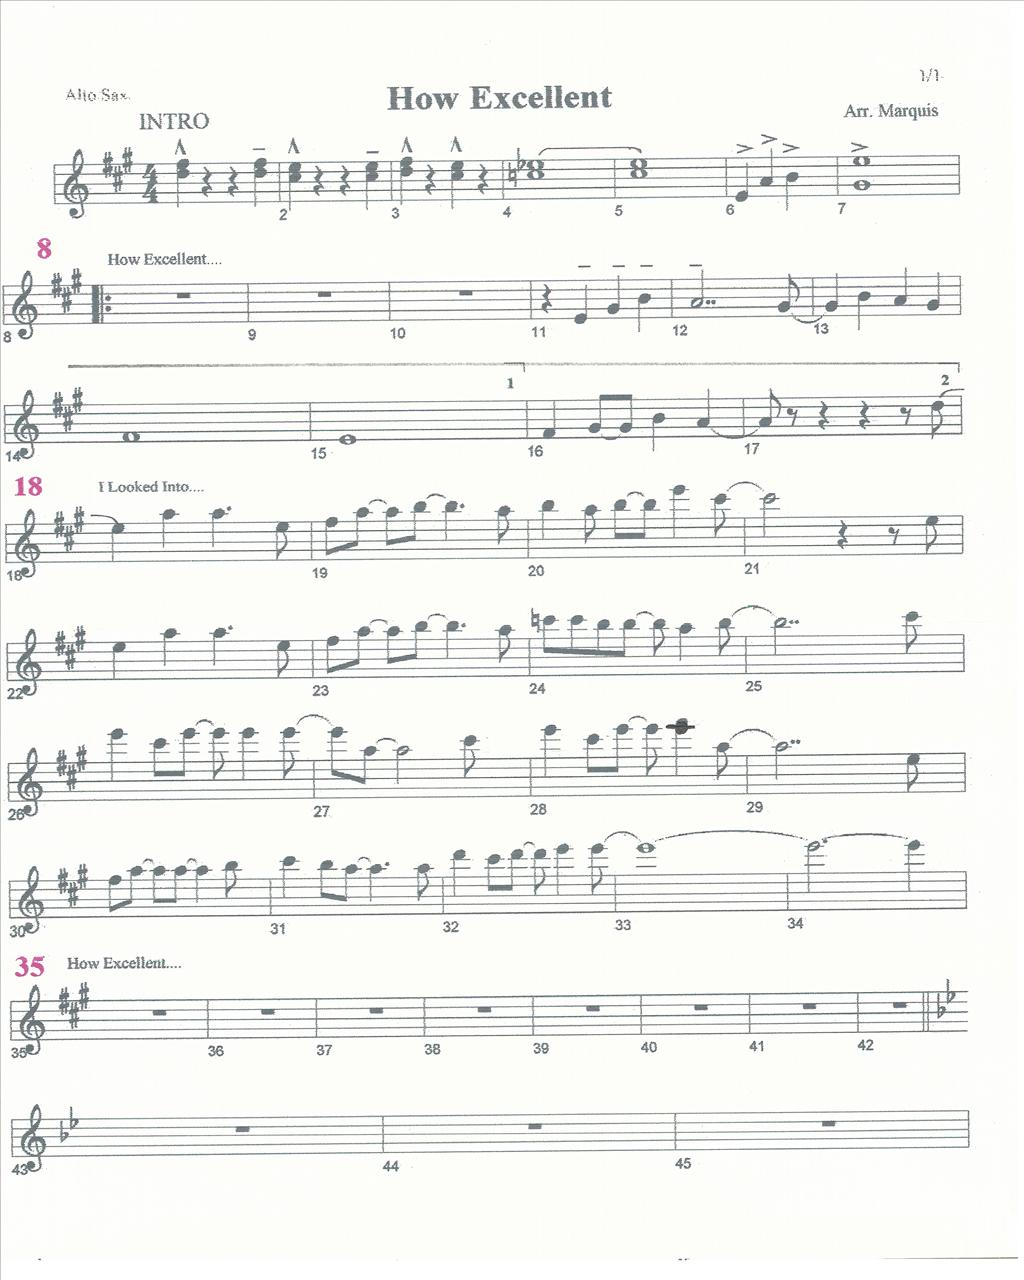 1/1
Alto Sax.
How Excellent
INTRO
Arr. Marquis
2 3 4 5 6 7
8
How Excellent....
8 9 10 11 12 13
1 2
14 15 16 17
18
I Looked Into....
18 19 20 21
22 23 24 25
26 27 28 29
30 31 32 33 34
35
How Excellent....
35 36 37 38 39 40 41 42
43 44 45